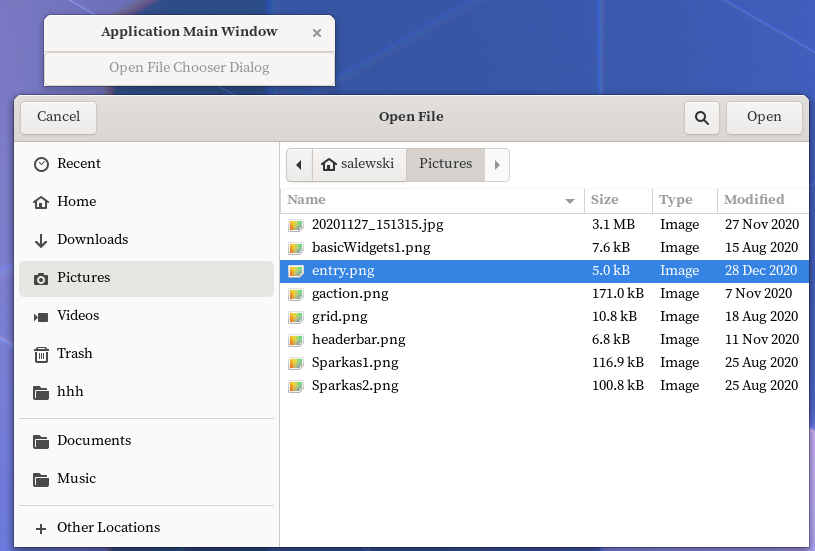 Application Main Window
Open File Chooser Dialog
Cancel Open File Open
Recent
Home
Downloads
Pictures
Videos
Trash
hhh
Documents
Music
Other Locations
salewski Pictures
Name Size Type Modified
20201127_151315.jpg 3.1 MB Image 27 Nov 2020
basicWidgets1.png 7.6 kB Image 15 Aug 2020
entry.png 5.0 kB Image 28 Dec 2020
gaction.png 171.0 kB Image 7 Nov 2020
grid.png 10.8 kB Image 18 Aug 2020
headerbar.png 6.8 kB Image 11 Nov 2020
Sparkas1.png 116.9 kB Image 25 Aug 2020
Sparkas2.png 100.8 kB Image 25 Aug 2020